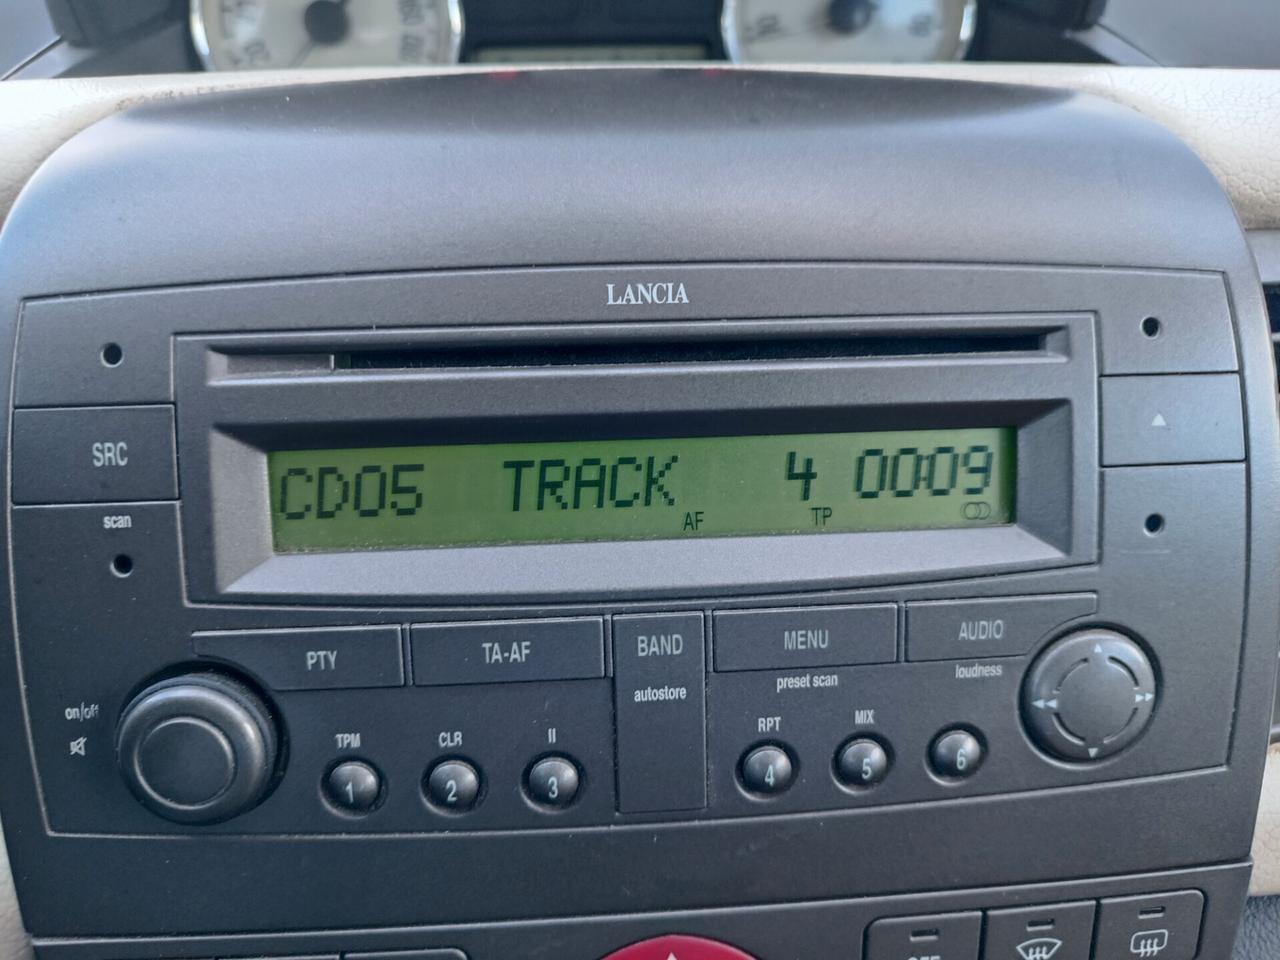 LANCIA
SRC
scan
CD05 TRACK 4 00:09
AF TP
PTY
TA-AF
BAND
autostore
MENU
preset scan
AUDIO
loudness
on/off
TPM
CLR
II
RPT
MIX
1
2
3
4
5
6